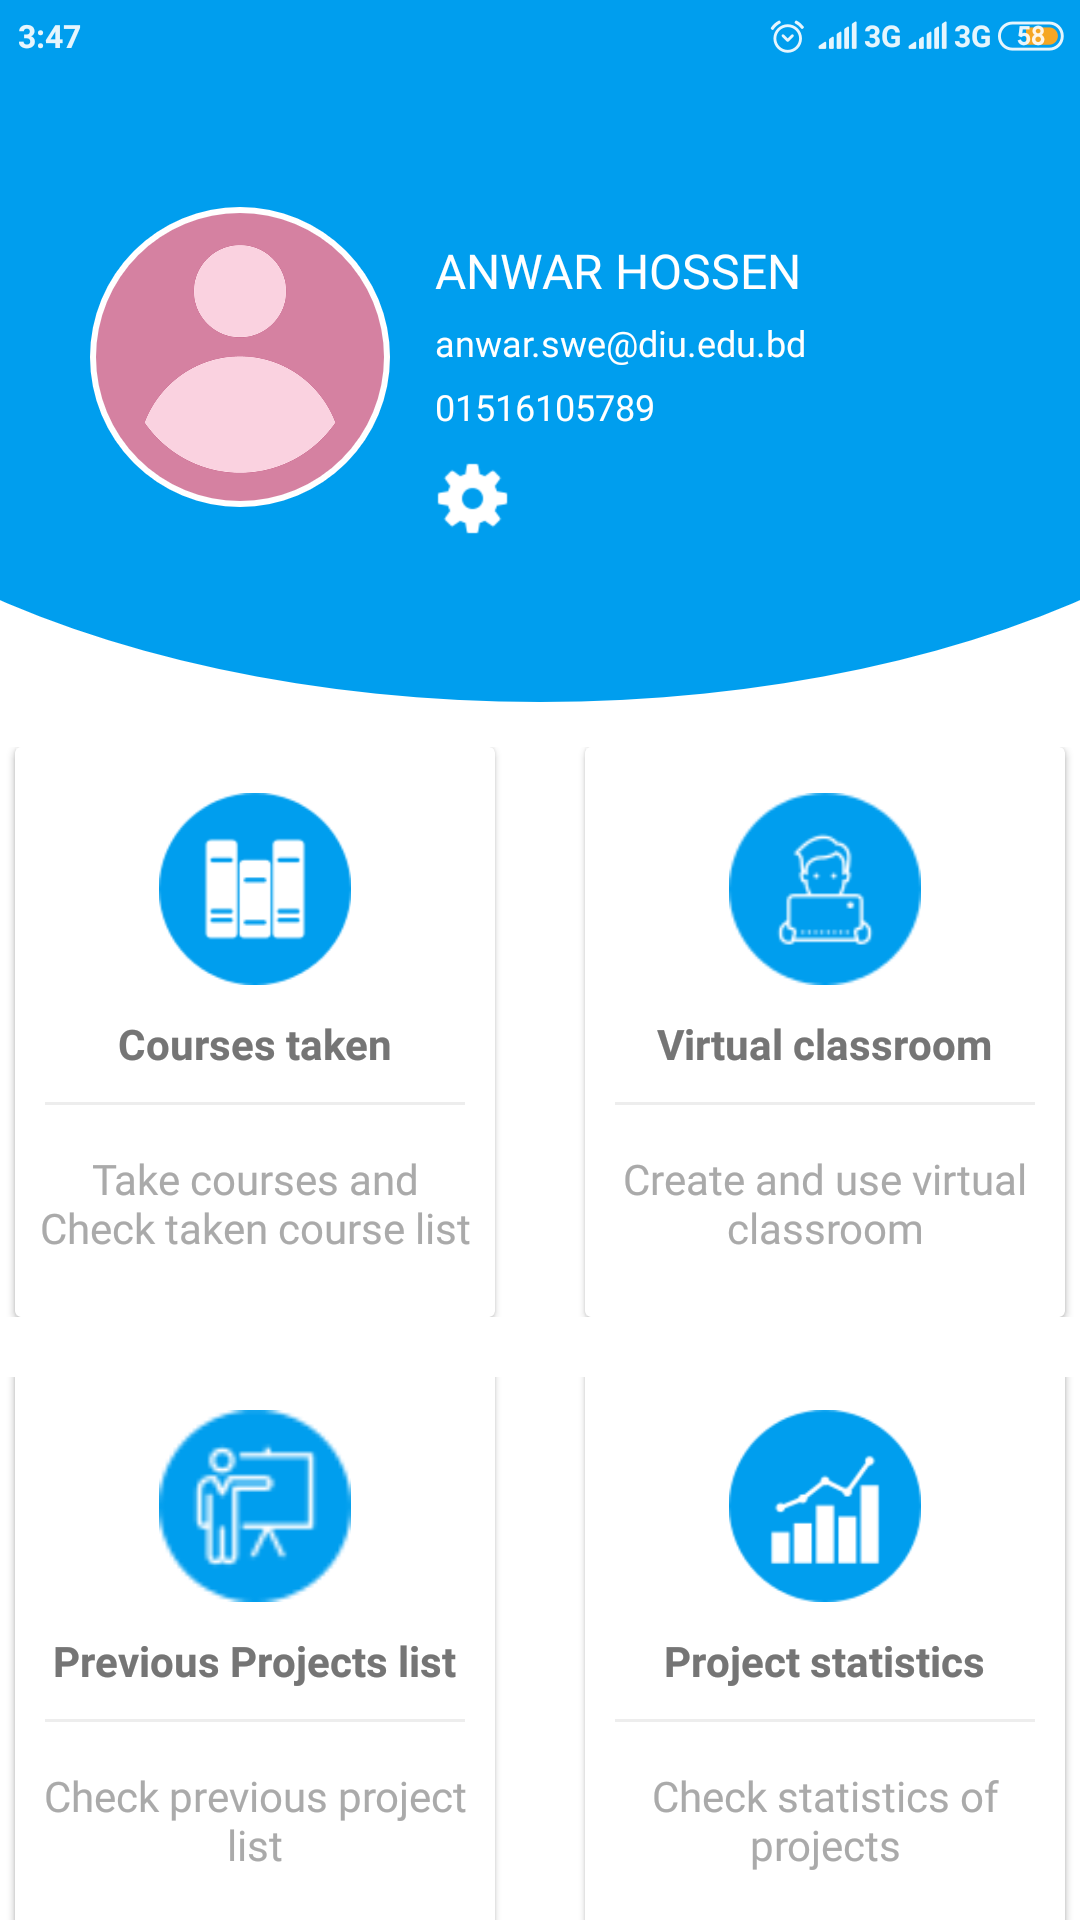 3:47 3G 3G 58
ANWAR HOSSEN
anwar.swe@diu.edu.bd
01516105789
Courses taken
Take courses and
Check taken course list
Virtual classroom
Create and use virtual
classroom
Previous Projects list
Check previous project
list
Project statistics
Check statistics of
projects